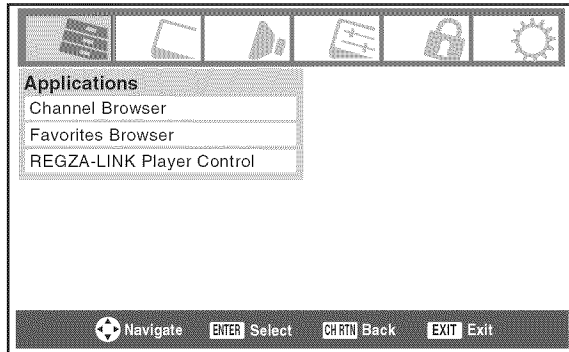 Applications
Channel Browser
Favorites Browser
REGZA-LINK Player Control
Navigate ENTER Select CH RTN Back EXIT Exit